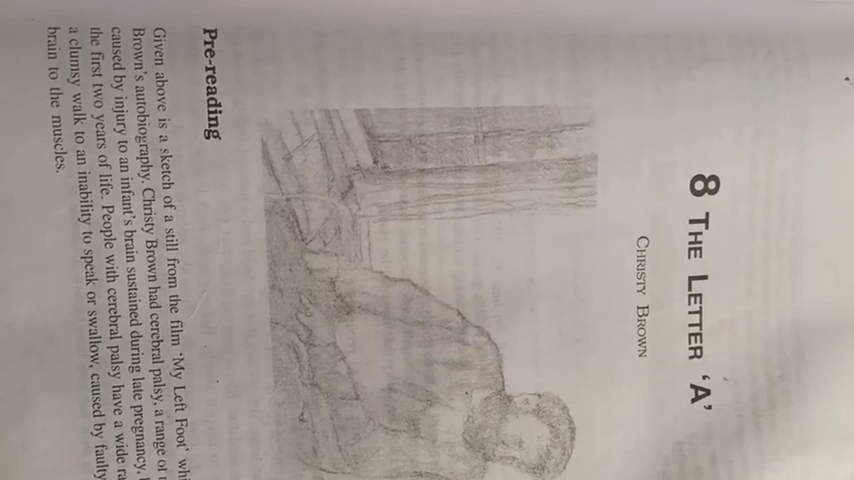 8 THE LETTER ‘A’
CHRISTY BROWN
Pre-reading
Given above is a sketch of a still from the film ‘My Left Foot’
Brown’s autobiography. Christy Brown had cerebral palsy, a range of
caused by injury to an infant’s brain sustained during late pregnancy,
the first two years of life. People with cerebral palsy have a wide
a clumsy walk to an inability to speak or swallow, caused by faulty
brain to the muscles.